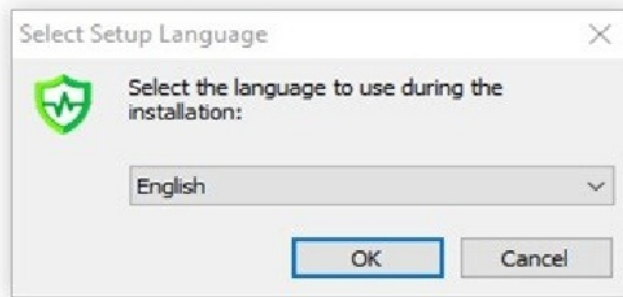 Select Setup Language
Select the language to use during the
installation:
English
OK
Cancel